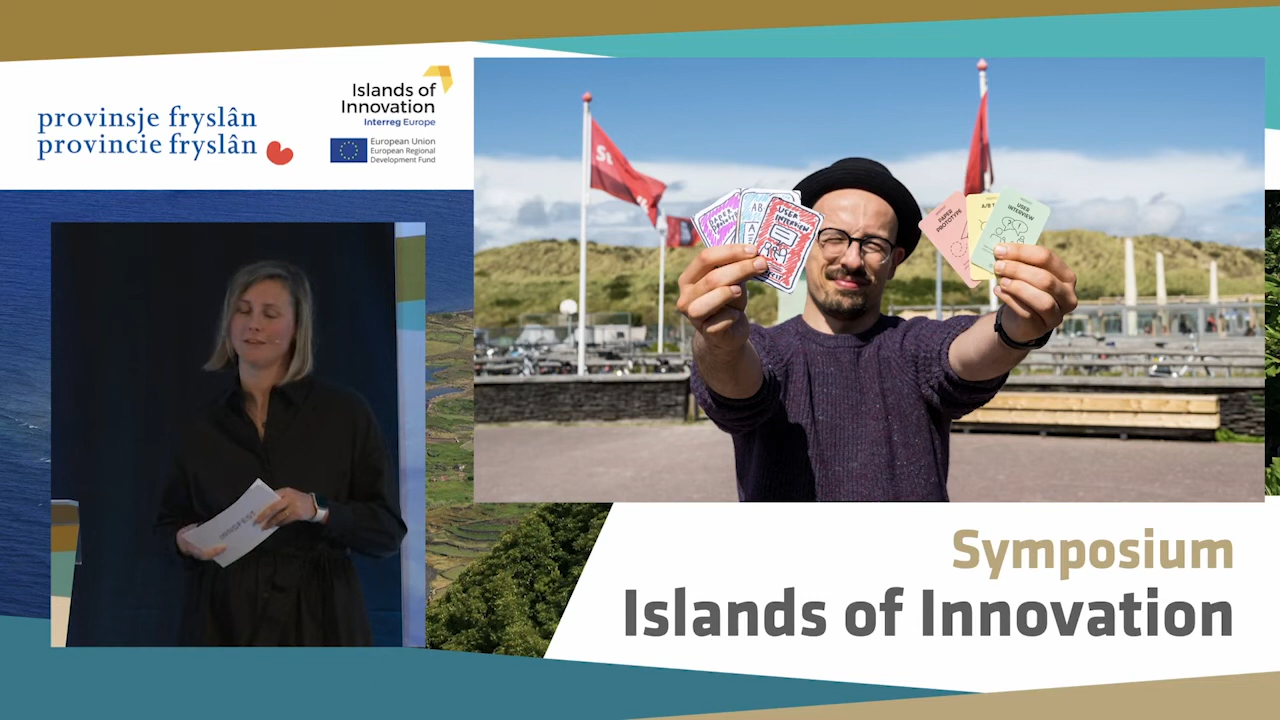 provinsje fryslân
provincie fryslân
Islands of
Innovation
Interreg Europe
European Union
European Regional
Development Fund
USER
INTERVIEW
PAPER
PROTOTYPE
A/B T
USER
INTERVIEW
INNOFEST
Symposium
Islands of Innovation